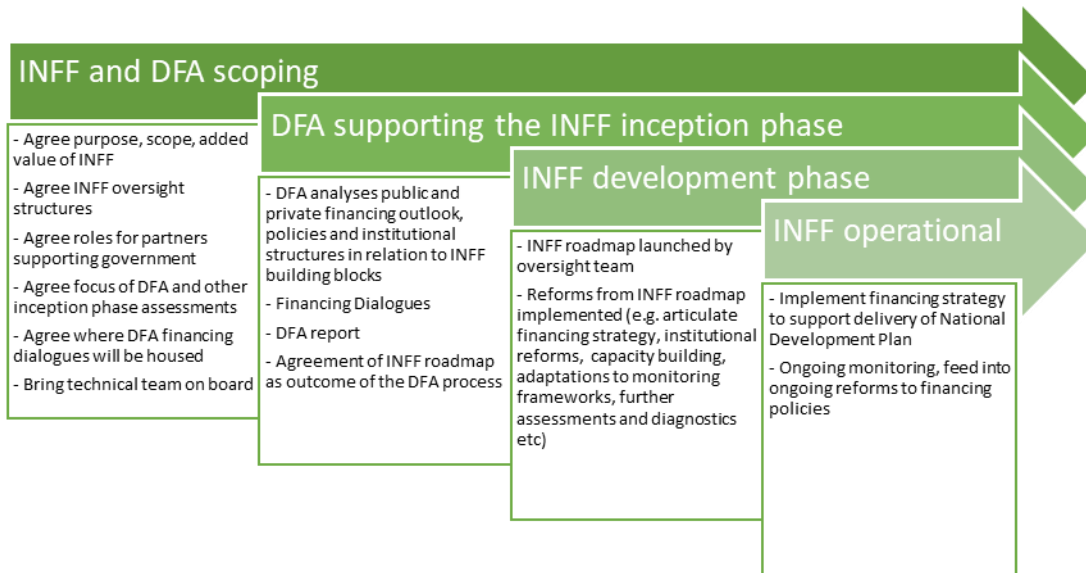 INFF and DFA scoping
- Agree purpose, scope, added
value of INFF
- Agree INFF oversight
structures
- Agree roles for partners
supporting government
- Agree focus of DFA and other
inception phase assessments
- Agree where DFA financing
dialogues will be housed
- Bring technical team on board
DFA supporting the INFF inception phase
- DFA analyses public and
private financing outlook,
policies and institutional
structures in relation to INFF
building blocks
- Financing Dialogues
- DFA report
- Agreement of INFF roadmap
as outcome of the DFA process
INFF development phase
- INFF roadmap launched by
oversight team
- Reforms from INFF roadmap
implemented (e.g. articulate
financing strategy, institutional
reforms, capacity building,
adaptations to monitoring
frameworks, further
assessments and diagnostics
etc)
INFF operational
- Implement financing strategy
to support delivery of National
Development Plan
- Ongoing monitoring, feed into
ongoing reforms to financing
policies